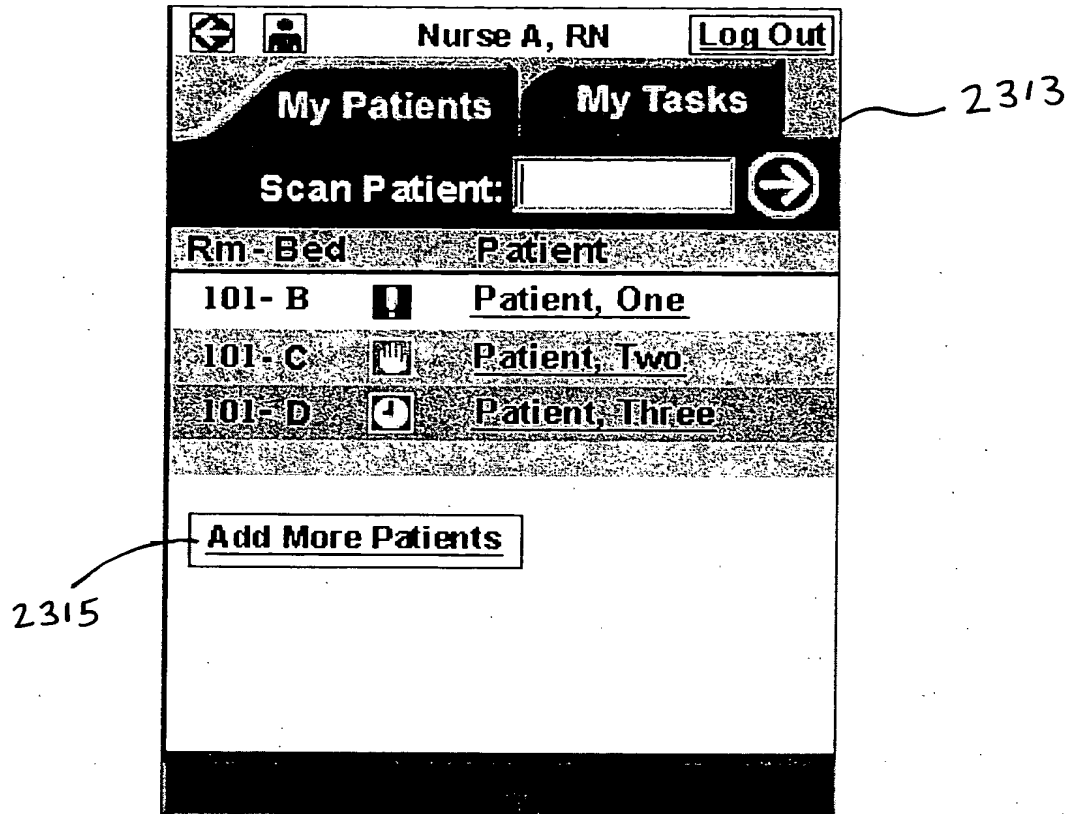 Nurse A, RN Log Out
My Patients My Tasks
2313
Scan Patient:
Rm - Bed Patient
101- B Patient, One
101- C Patient, Two
101- D Patient, Three
Add More Patients
2315